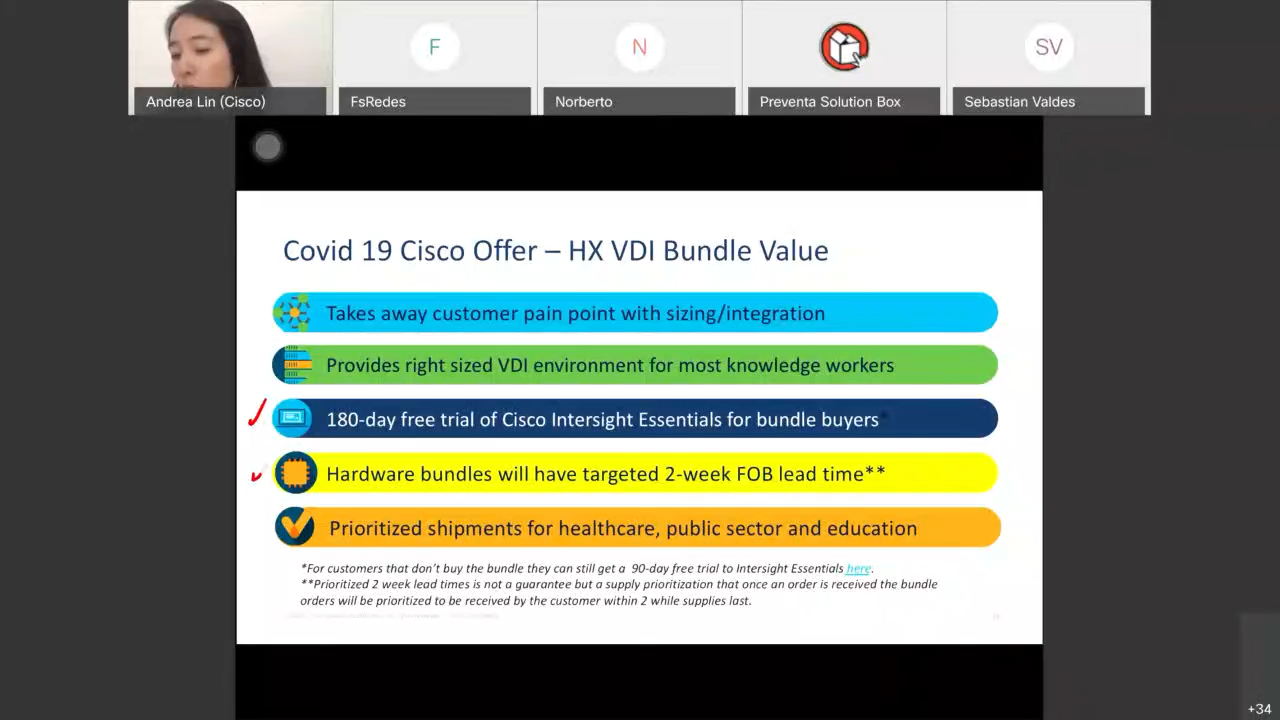 F
N
SV
Andrea Lin (Cisco)
FsRedes
Norberto
Preventa Solution Box
Sebastian Valdes
Covid 19 Cisco Offer – HX VDI Bundle Value
Takes away customer pain point with sizing/integration
Provides right sized VDI environment for most knowledge workers
180-day free trial of Cisco Intersight Essentials for bundle buyers*
Hardware bundles will have targeted 2-week FOB lead time**
Prioritized shipments for healthcare, public sector and education
*For customers that don't buy the bundle they can still get a 90-day free trial to Intersight Essentials here.
**Prioritized 2 week lead times is not a guarantee but a supply prioritization that once an order is received the bundle
orders will be prioritized to be received by the customer within 2 while supplies last.
+34